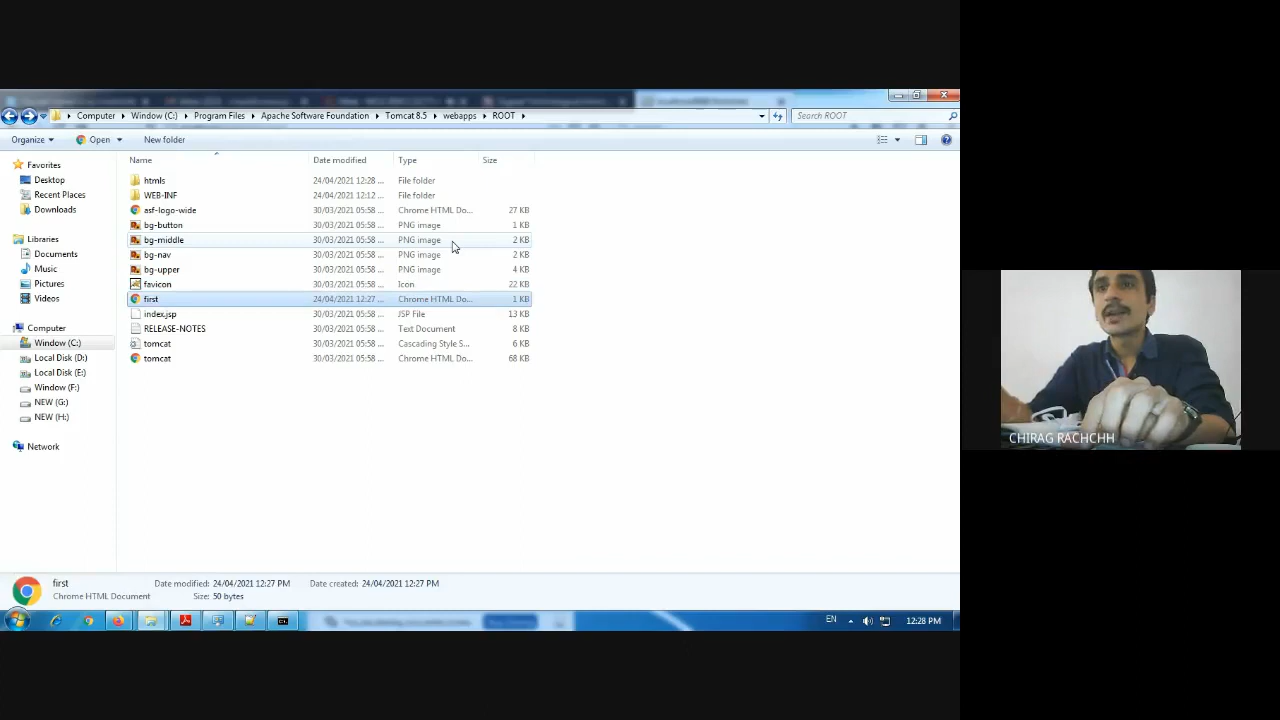 Computer ▸ Window (C:) ▸ Program Files ▸ Apache Software Foundation ▸ Tomcat 8.5 ▸ webapps ▸ ROOT ▸
Search ROOT
Organize
Open
New folder
Name Date modified Type Size
Favorites
Desktop
Recent Places
Downloads
Libraries
Documents
Music
Pictures
Videos
Computer
Window (C:)
Local Disk (D:)
Local Disk (E:)
Window (F:)
NEW (G:)
NEW (H:)
Network
htmls 24/04/2021 12:28 ... File folder
WEB-INF 24/04/2021 12:12 ... File folder
asf-logo-wide 30/03/2021 05:58 ... Chrome HTML Do... 27 KB
bg-button 30/03/2021 05:58 ... PNG image 1 KB
bg-middle 30/03/2021 05:58 ... PNG image 2 KB
bg-nav 30/03/2021 05:58 ... PNG image 2 KB
bg-upper 30/03/2021 05:58 ... PNG image 4 KB
favicon 30/03/2021 05:58 ... Icon 22 KB
first 24/04/2021 12:27 ... Chrome HTML Do... 1 KB
index.jsp 30/03/2021 05:58 ... JSP File 13 KB
RELEASE-NOTES 30/03/2021 05:58 ... Text Document 8 KB
tomcat 30/03/2021 05:58 ... Cascading Style S... 6 KB
tomcat 30/03/2021 05:58 ... Chrome HTML Do... 68 KB
first Date modified: 24/04/2021 12:27 PM Date created: 24/04/2021 12:27 PM
Chrome HTML Document Size: 50 bytes
EN 12:28 PM
CHIRAG RACHCHH